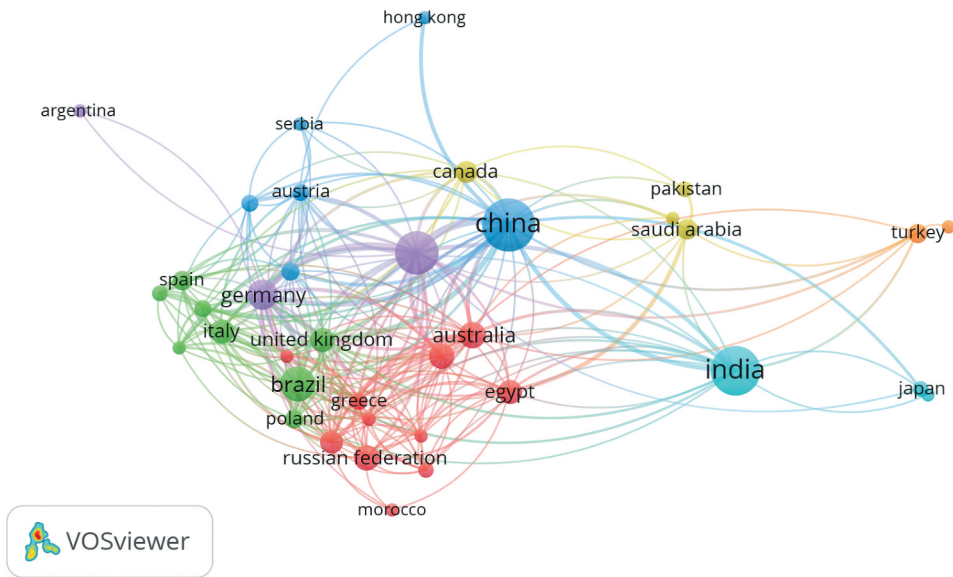 hong kong
argentina
serbia
canada
austria
pakistan
china
saudi arabia
turkey
spain
germany
italy
united kingdom
australia
india
brazil
greece
egypt
japan
poland
russian federation
morocco
VOSviewer